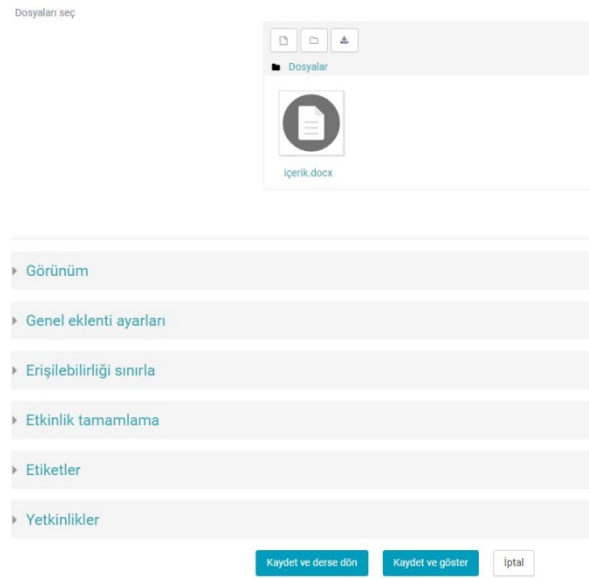 Dosyaları seç
Dosyalar
içerik.docx
Görünüm
Genel eklenti ayarları
Erişilebilirliği sınırla
Etkinlik tamamlama
Etiketler
Yetkinlikler
Kaydet ve derse dön Kaydet ve göster İptal